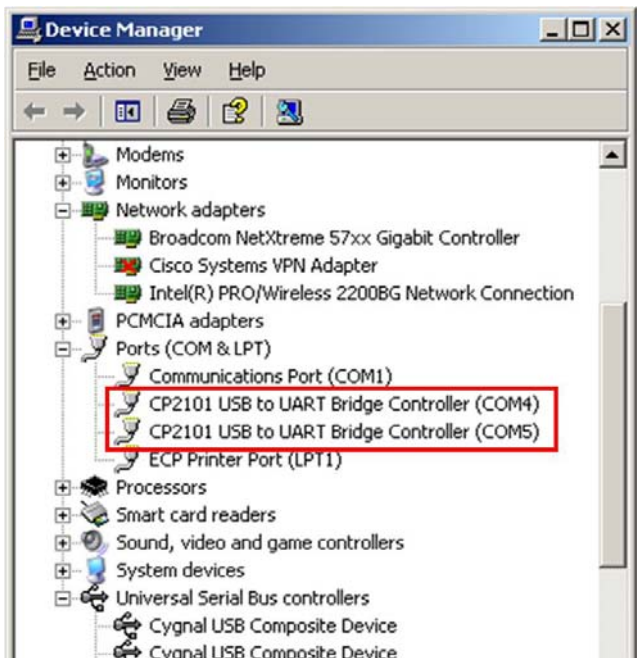 Device Manager
File Action View Help
Modems
Monitors
Network adapters
Broadcom NetXtreme 57xx Gigabit Controller
Cisco Systems VPN Adapter
Intel(R) PRO/Wireless 2200BG Network Connection
PCMCIA adapters
Ports (COM & LPT)
Communications Port (COM1)
CP2101 USB to UART Bridge Controller (COM4)
CP2101 USB to UART Bridge Controller (COM5)
ECP Printer Port (LPT1)
Processors
Smart card readers
Sound, video and game controllers
System devices
Universal Serial Bus controllers
Cygnal USB Composite Device
Cygnal USB Composite Device